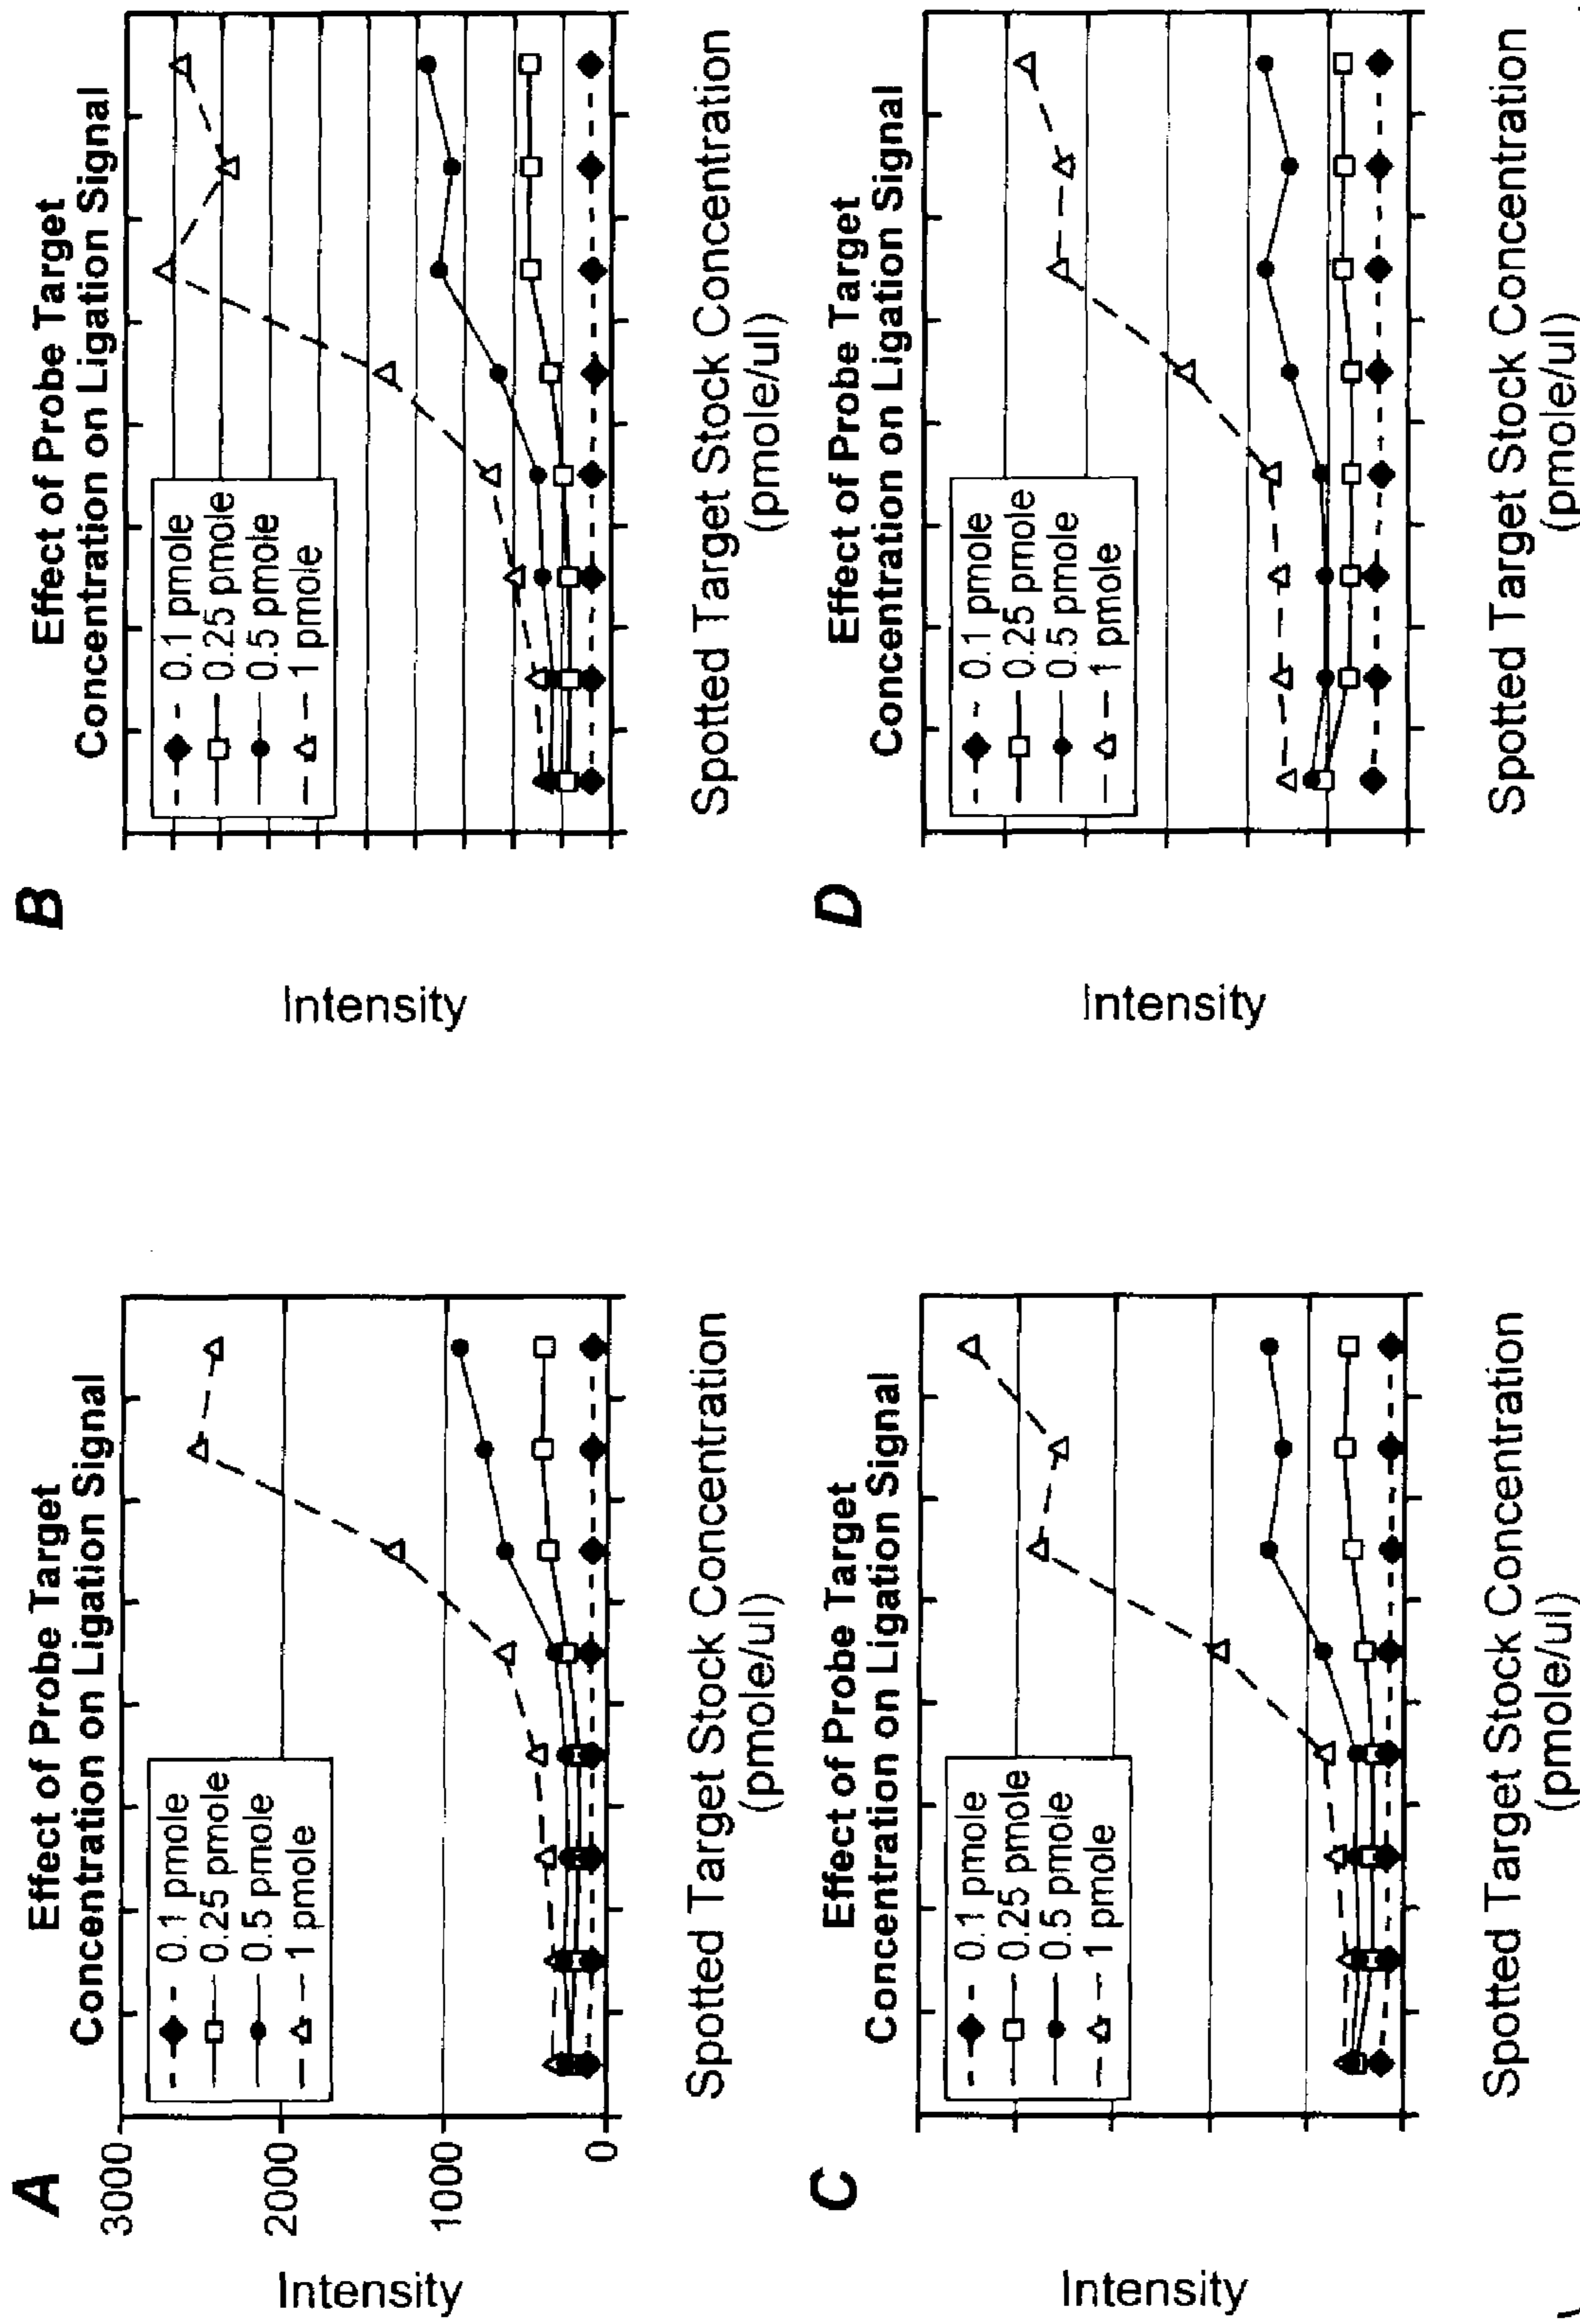 A
Effect of Probe Target
Concentration on Ligation Signal
3000
2000
1000
0
Intensity
0.1 pmole
0.25 pmole
0.5 pmole
1 pmole
Spotted Target Stock Concentration
(pmole/ul)
B
Effect of Probe Target
Concentration on Ligation Signal
Intensity
0.1 pmole
0.25 pmole
0.5 pmole
1 pmole
Spotted Target Stock Concentration
(pmole/ul)
C
Effect of Probe Target
Concentration on Ligation Signal
Intensity
0.1 pmole
0.25 pmole
0.5 pmole
1 pmole
Spotted Target Stock Concentration
(pmole/ul)
D
Effect of Probe Target
Concentration on Ligation Signal
Intensity
0.1 pmole
0.25 pmole
0.5 pmole
1 pmole
Spotted Target Stock Concentration
(pmole/ul)